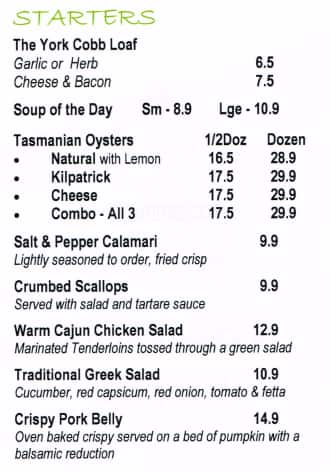 STARTERS
The York Cobb Loaf
Garlic or Herb 6.5
Cheese & Bacon 7.5
Soup of the Day Sm - 8.9 Lge - 10.9
Tasmanian Oysters 1/2Doz Dozen
• Natural with Lemon 16.5 28.9
• Kilpatrick 17.5 29.9
• Cheese 17.5 29.9
• Combo - All 3 17.5 29.9
Salt & Pepper Calamari 9.9
Lightly seasoned to order, fried crisp
Crumbed Scallops 9.9
Served with salad and tartare sauce
Warm Cajun Chicken Salad 12.9
Marinated Tenderloins tossed through a green salad
Traditional Greek Salad 10.9
Cucumber, red capsicum, red onion, tomato & fetta
Crispy Pork Belly 14.9
Oven baked crispy served on a bed of pumpkin with a
balsamic reduction